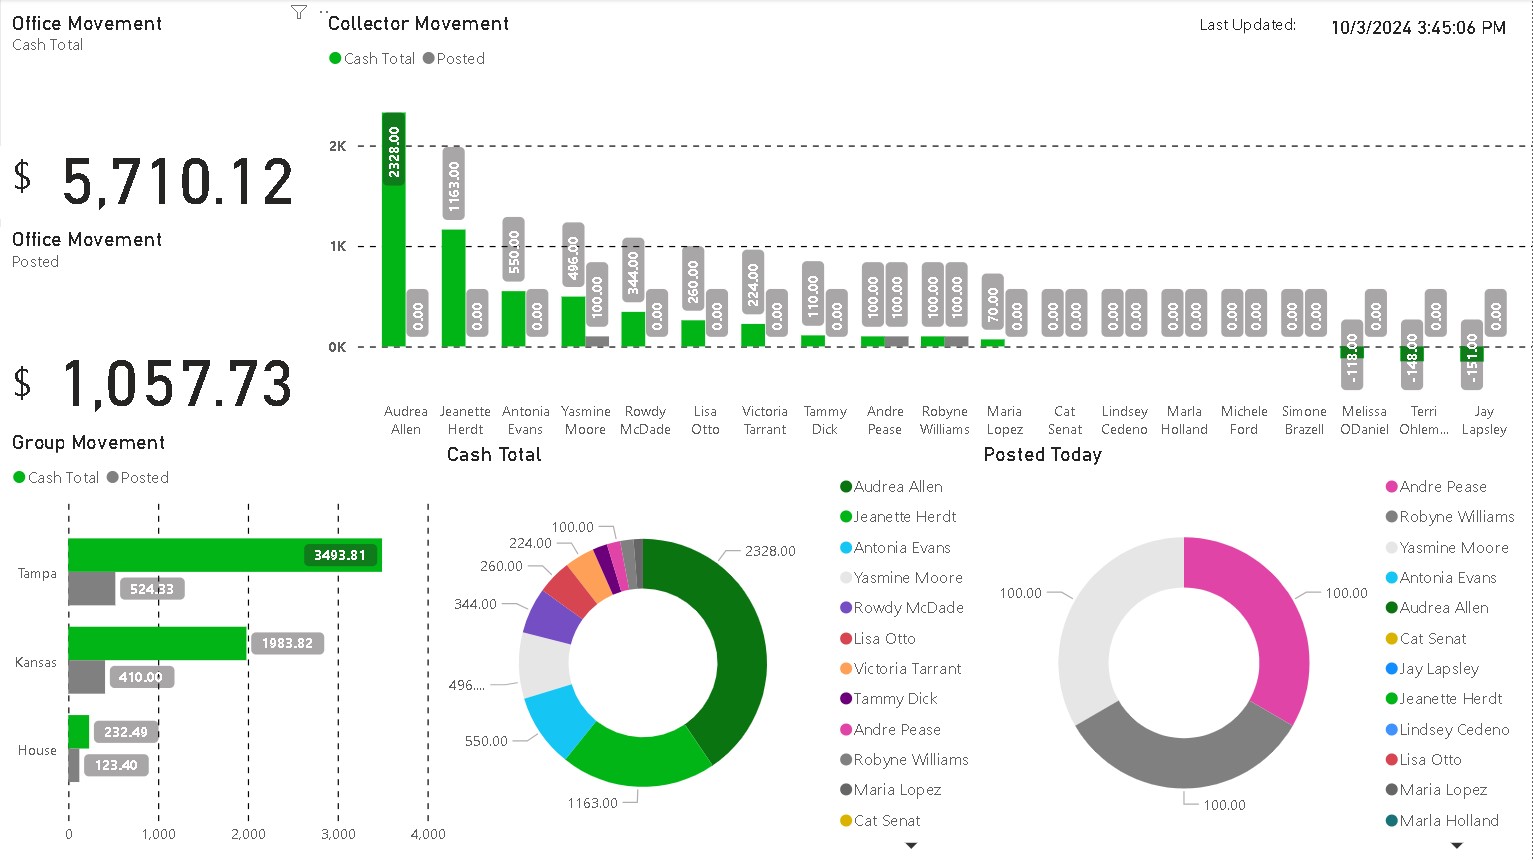 Office Movement
Cash Total
$ 5,710.12
Office Movement
Posted
$ 1,057.73
Collector Movement
Cash Total Posted
Last Updated: 10/3/2024 3:45:06 PM
2K
1K
0K
2328.00
0.00
1163.00
0.00
550.00
0.00
496.00
100.00
344.00
0.00
260.00
0.00
224.00
0.00
110.00
0.00
100.00
100.00
100.00
100.00
70.00
0.00
0.00
0.00
0.00
0.00
0.00
0.00
0.00
0.00
0.00
0.00
-118.00
0.00
-148.00
0.00
-151.00
0.00
Audrea Allen
Jeanette Herdt
Antonia Evans
Yasmine Moore
Rowdy McDade
Lisa Otto
Victoria Tarrant
Tammy Dick
Andre Pease
Robyne Williams
Maria Lopez
Cat Senat
Lindsey Cedeno
Marla Holland
Michele Ford
Simone Brazell
Melissa ODaniel
Terri Ohlem...
Jay Lapsley
Group Movement
Cash Total Posted
Tampa
3493.81
524.33
Kansas
1983.82
410.00
House
232.49
123.40
0 1,000 2,000 3,000 4,000
Cash Total
100.00
224.00
260.00
344.00
496....
550.00
1163.00
2328.00
Audrea Allen
Jeanette Herdt
Antonia Evans
Yasmine Moore
Rowdy McDade
Lisa Otto
Victoria Tarrant
Tammy Dick
Andre Pease
Robyne Williams
Maria Lopez
Cat Senat
Posted Today
100.00
100.00
100.00
Andre Pease
Robyne Williams
Yasmine Moore
Antonia Evans
Audrea Allen
Cat Senat
Jay Lapsley
Jeanette Herdt
Lindsey Cedeno
Lisa Otto
Maria Lopez
Marla Holland